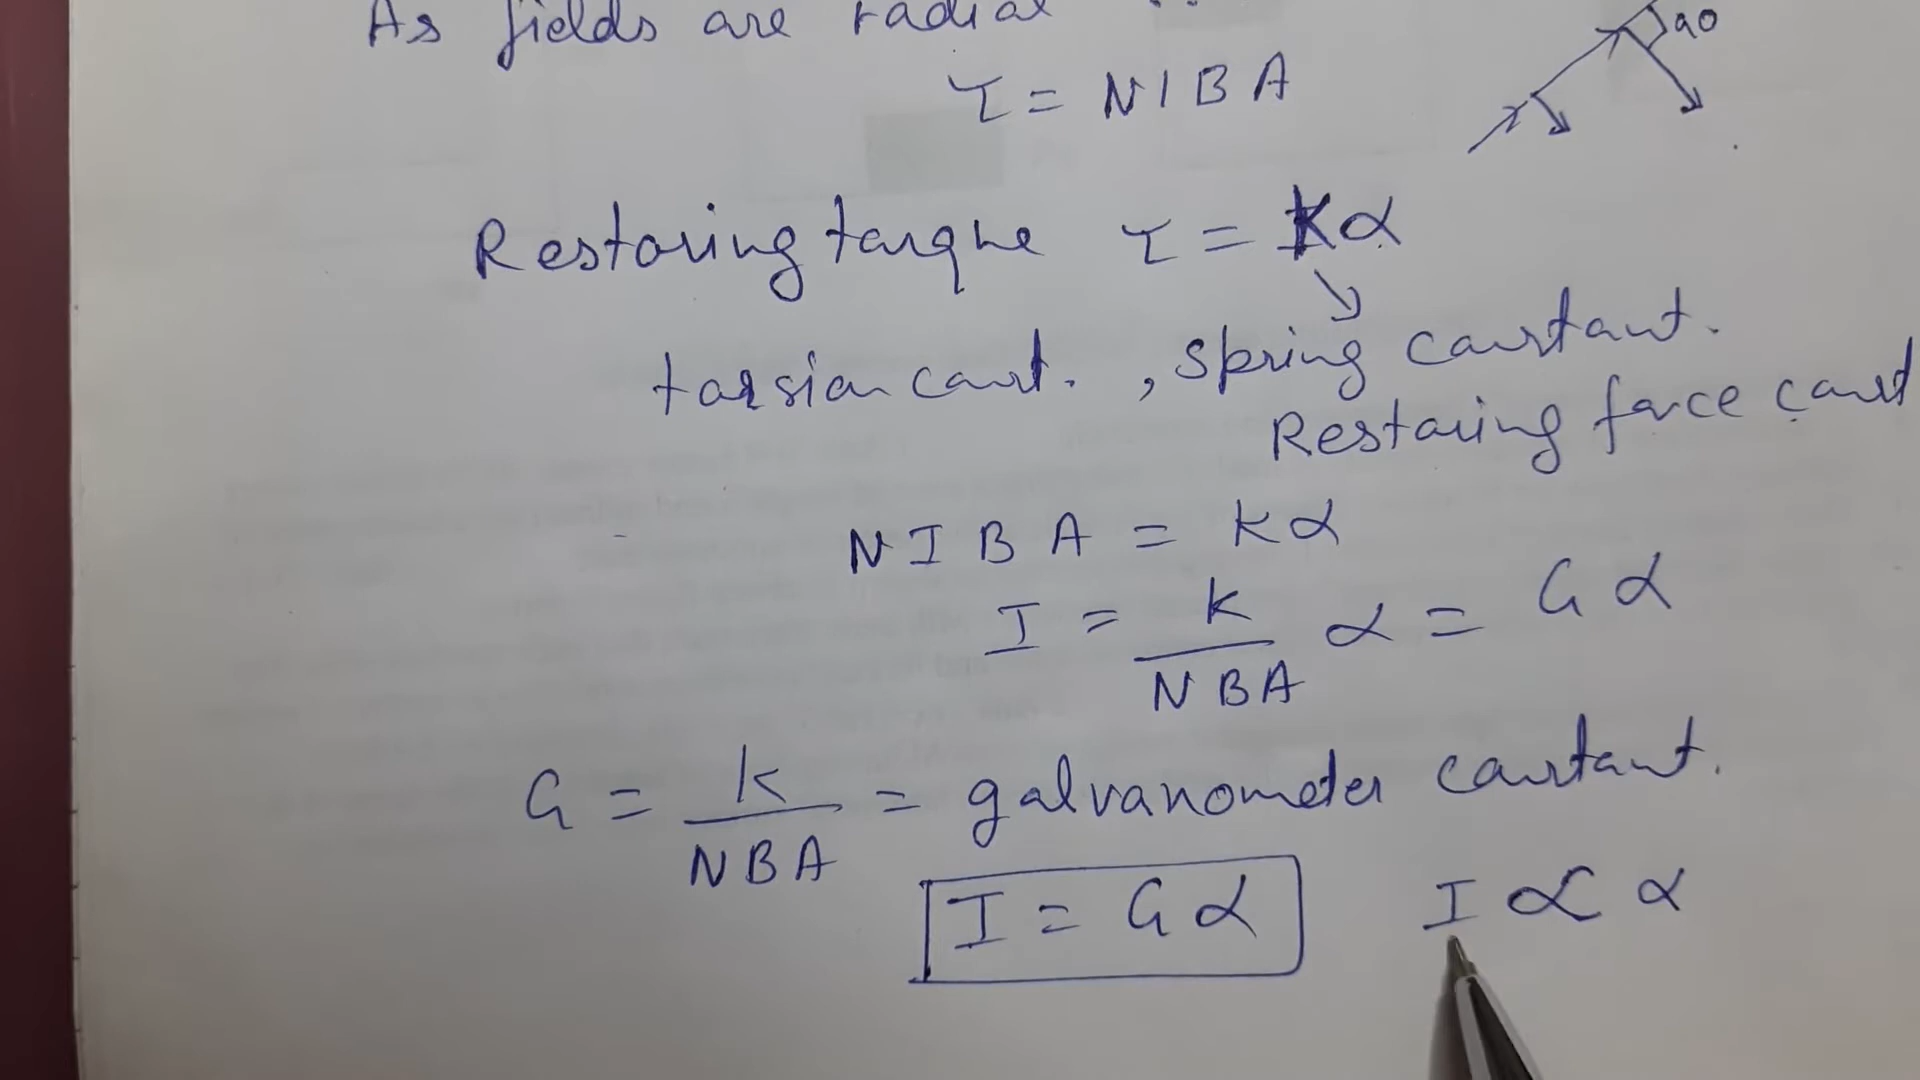 As fields are radial
τ = NIBA
90
Restoring torque τ = Kα
torsion const. , spring constant.
Restoring force const
NIBA = Kα
I = K/NBA α = Gα
G = K/NBA = galvanometer constant.
I = Gα I ∝ α